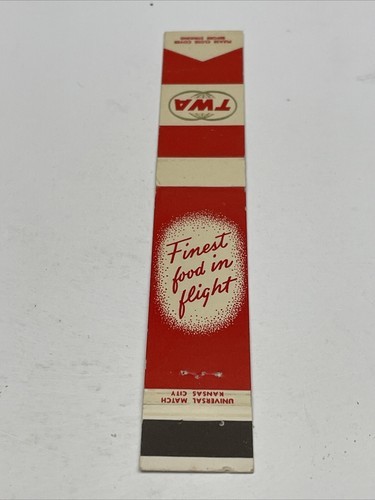 PLEASE CLOSE COVER
BEFORE STRIKING
TWA
Finest
food in
flight
UNIVERSAL MATCH
KANSAS CITY